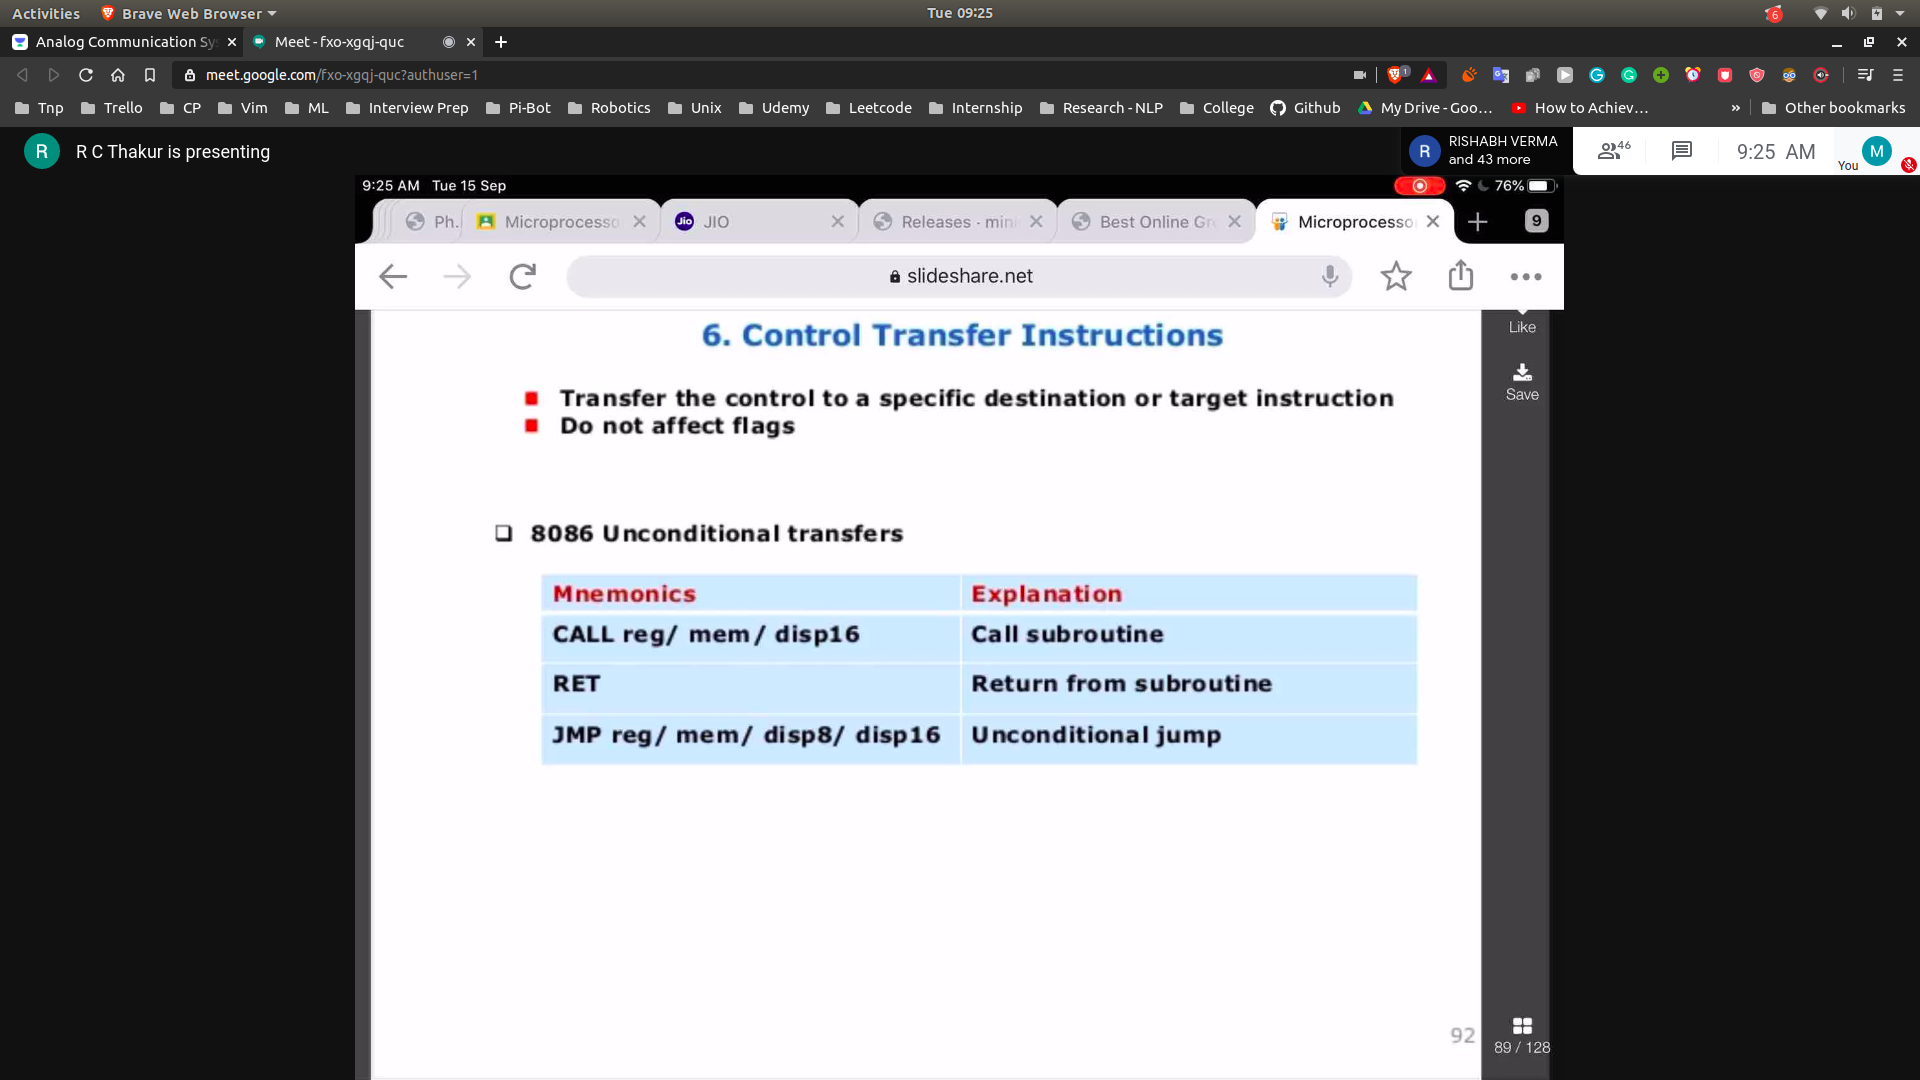 Activities Brave Web Browser Tue 09:25 6
Analog Communication Sy Meet - fxo-xgqj-quc
meet.google.com/fxo-xgqj-quc?authuser=1 1
Tnp Trello CP Vim ML Interview Prep Pi-Bot Robotics Unix Udemy Leetcode Internship Research - NLP College Github My Drive - Goo... How to Achiev... » Other bookmarks
R R C Thakur is presenting
R RISHABH VERMA
and 43 more
46 9:25 AM You M
9:25 AM Tue 15 Sep 76%
Ph. Microprocesso Jio JIO Releases - mini Best Online Gr Microprocesso 9
slideshare.net
Like
Save
6. Control Transfer Instructions
Transfer the control to a specific destination or target instruction
Do not affect flags
8086 Unconditional transfers
Mnemonics Explanation
CALL reg/ mem/ disp16 Call subroutine
RET Return from subroutine
JMP reg/ mem/ disp8/ disp16 Unconditional jump
92
89 / 128